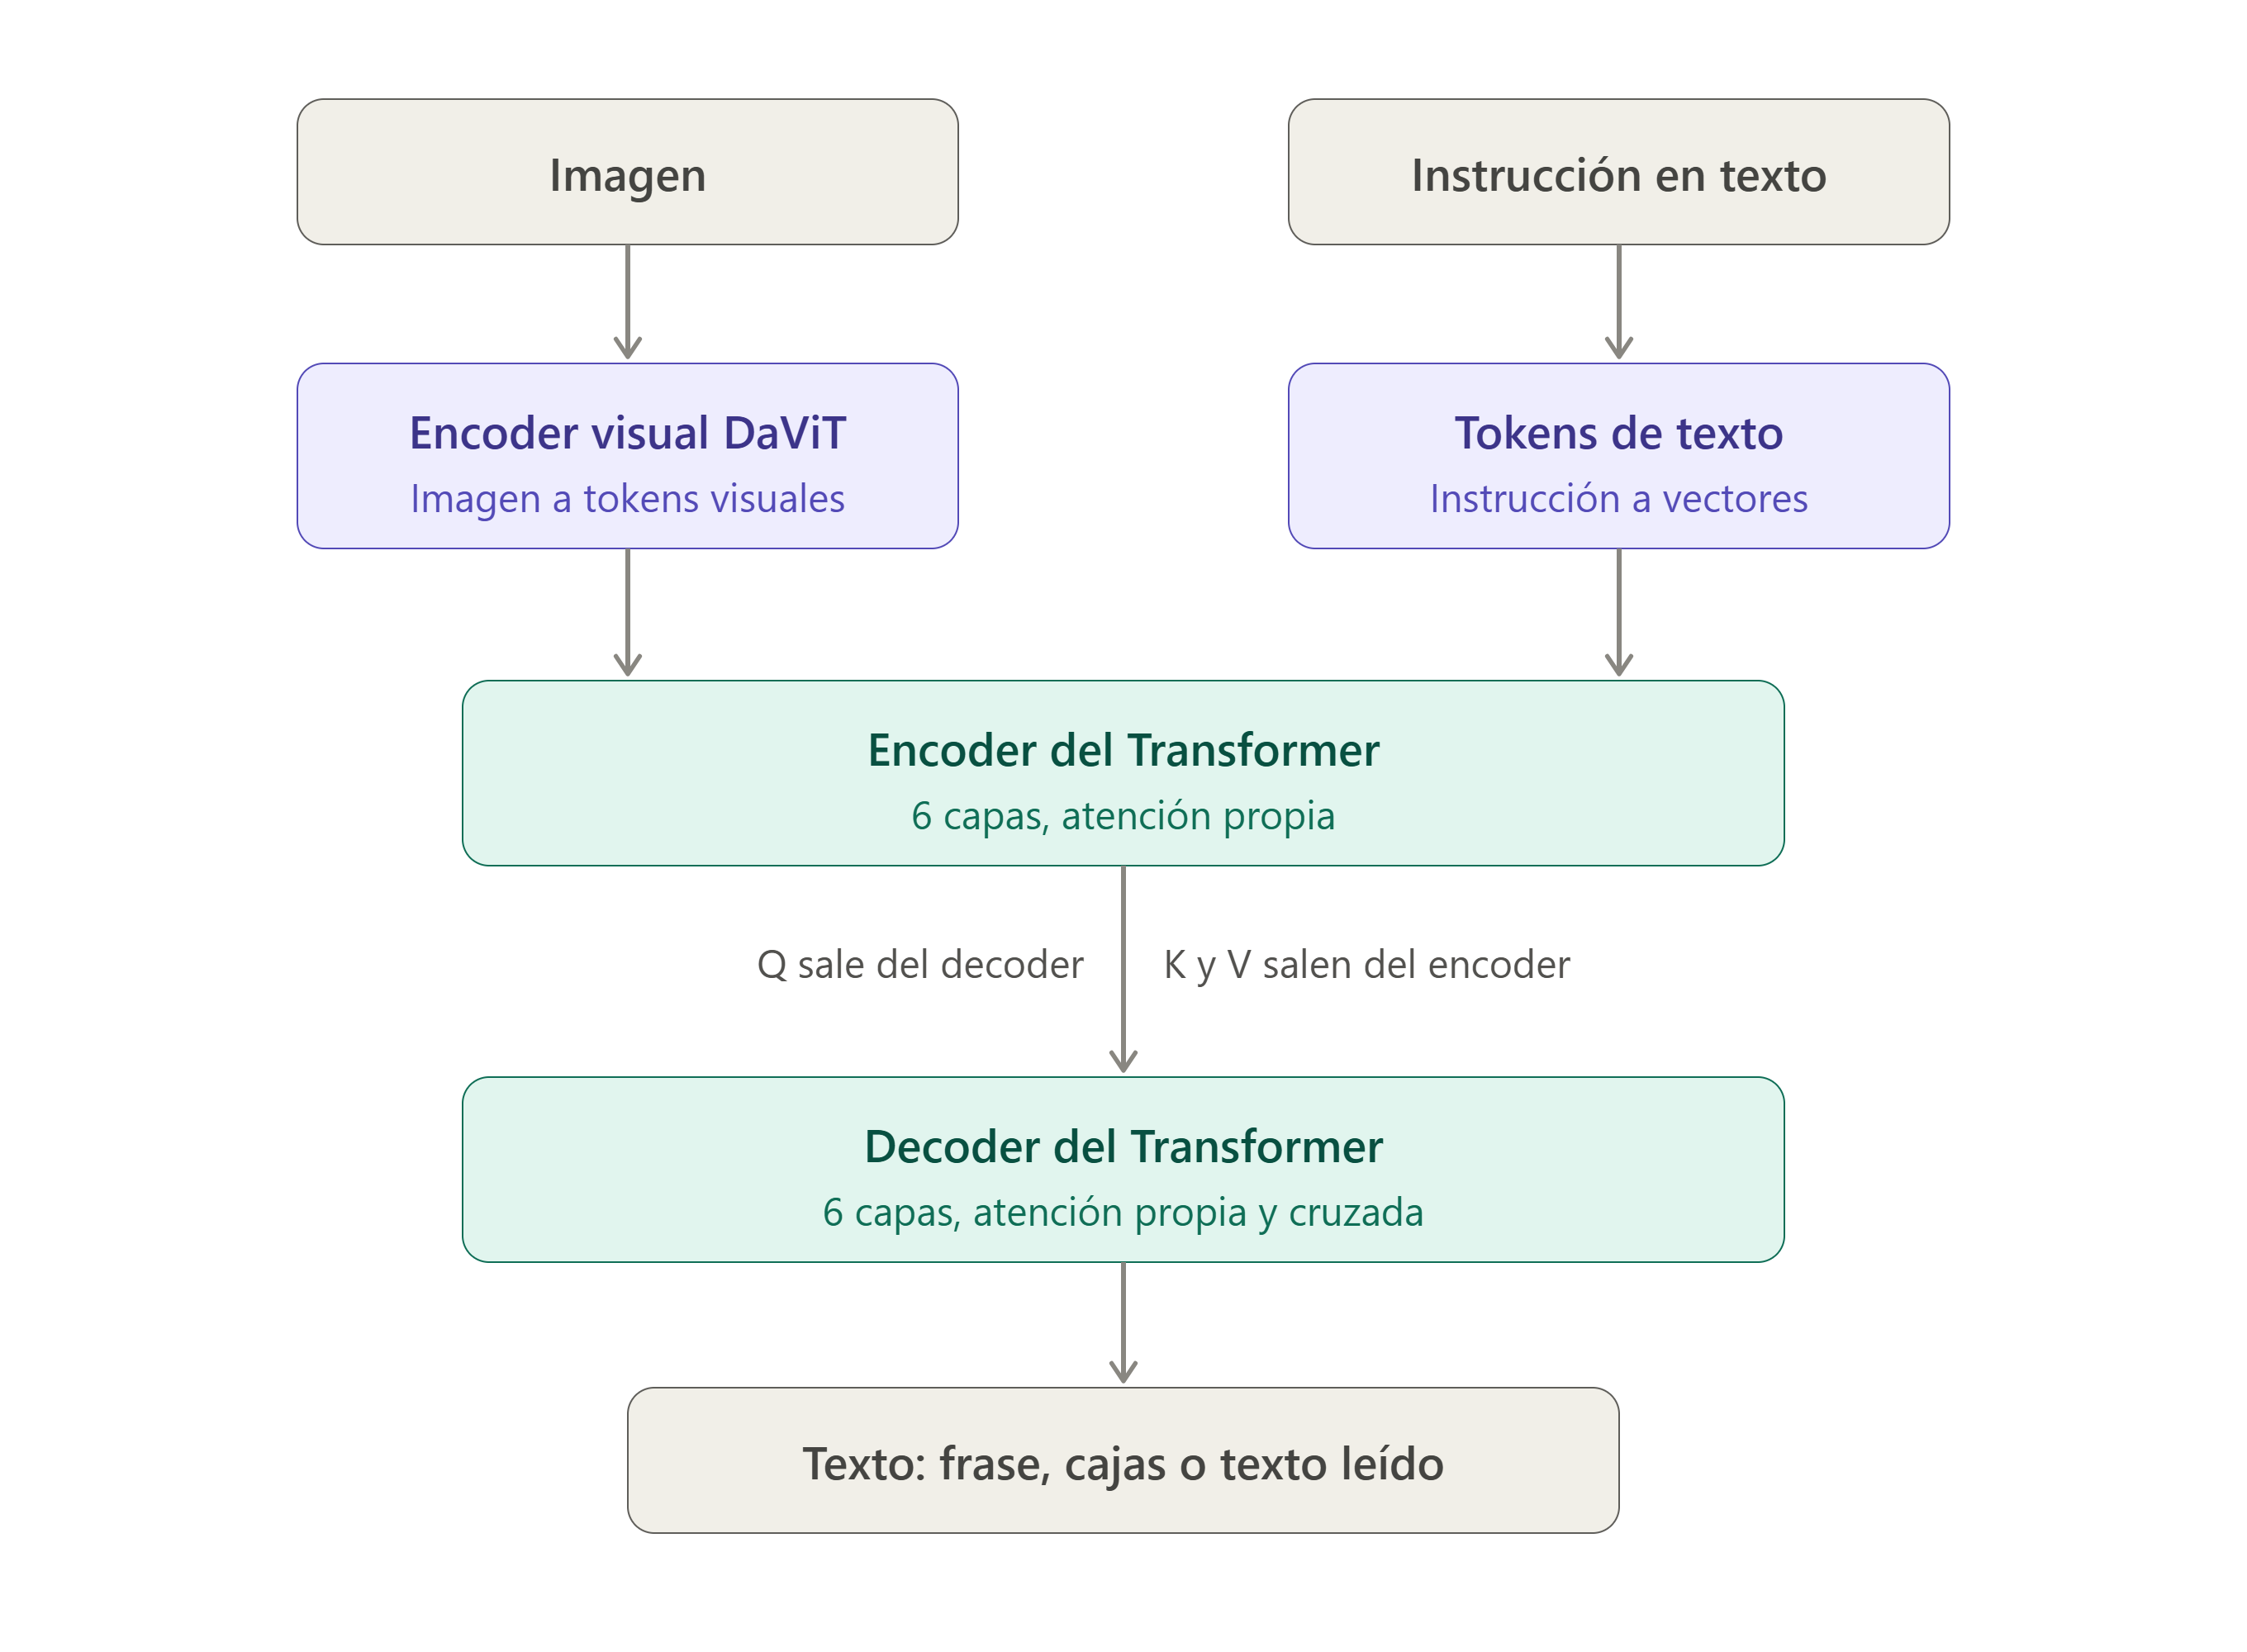 Imagen
Instrucción en texto
Encoder visual DaViT
Imagen a tokens visuales
Tokens de texto
Instrucción a vectores
Encoder del Transformer
6 capas, atención propia
Q sale del decoder
K y V salen del encoder
Decoder del Transformer
6 capas, atención propia y cruzada
Texto: frase, cajas o texto leído